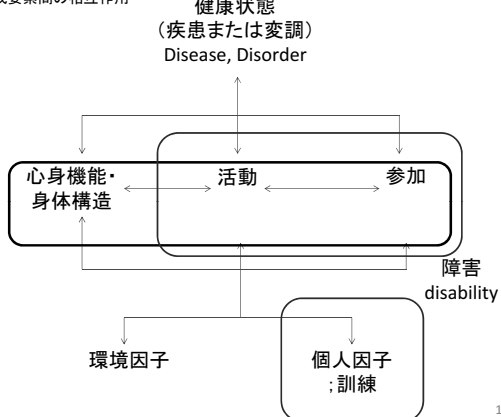 構成要素間の相互作用
健康状態
（疾患または変調）
Disease, Disorder
心身機能・
身体構造
活動
参加
障害
disability
環境因子
個人因子
;訓練
1